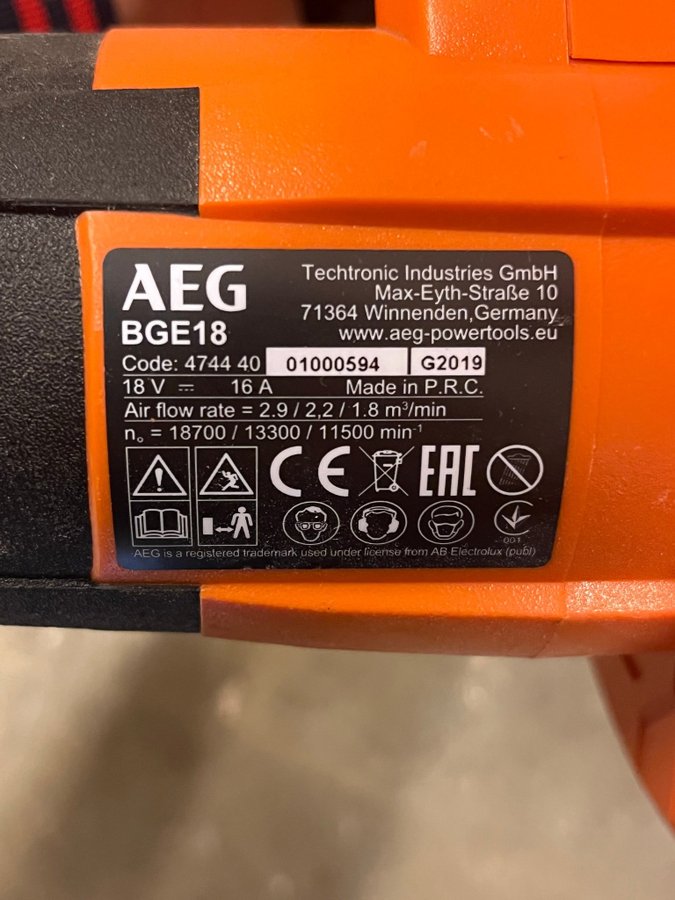 AEG
Techtronic Industries GmbH
Max-Eyth-Straße 10
71364 Winnenden,Germany
www.aeg-powertools.eu
BGE18
Code: 4744 40 01000594 G2019
18 V ⎓ 16 A Made in P.R.C.
Air flow rate = 2.9 / 2,2 / 1.8 m³/min
n₀ = 18700 / 13300 / 11500 min⁻¹
CE EAC
001
AEG is a registered trademark used under license from AB Electrolux (publ)